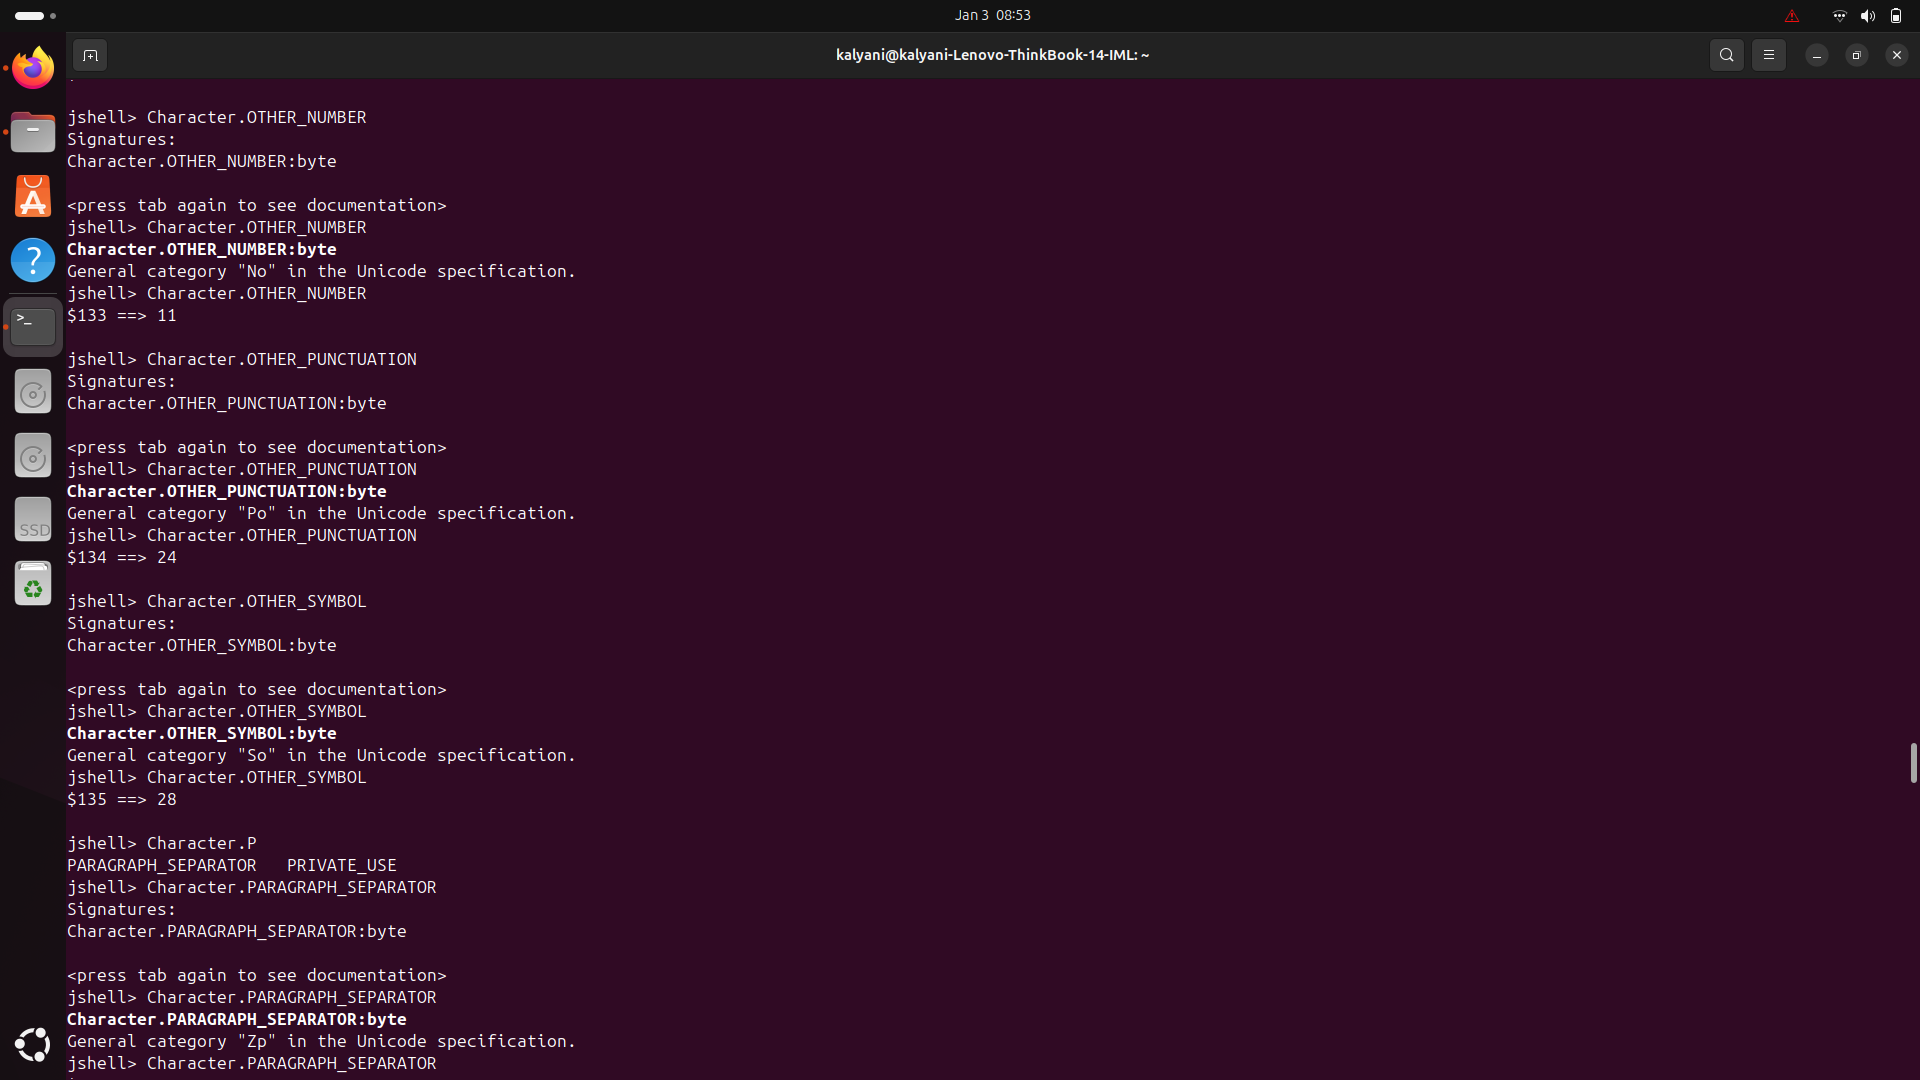 Jan 3 08:53
kalyani@kalyani-Lenovo-ThinkBook-14-IML: ~
jshell> Character.OTHER_NUMBER
Signatures:
Character.OTHER_NUMBER:byte
<press tab again to see documentation>
jshell> Character.OTHER_NUMBER
Character.OTHER_NUMBER:byte
General category "No" in the Unicode specification.
jshell> Character.OTHER_NUMBER
$133 ==> 11
jshell> Character.OTHER_PUNCTUATION
Signatures:
Character.OTHER_PUNCTUATION:byte
<press tab again to see documentation>
jshell> Character.OTHER_PUNCTUATION
Character.OTHER_PUNCTUATION:byte
General category "Po" in the Unicode specification.
jshell> Character.OTHER_PUNCTUATION
$134 ==> 24
jshell> Character.OTHER_SYMBOL
Signatures:
Character.OTHER_SYMBOL:byte
<press tab again to see documentation>
jshell> Character.OTHER_SYMBOL
Character.OTHER_SYMBOL:byte
General category "So" in the Unicode specification.
jshell> Character.OTHER_SYMBOL
$135 ==> 28
jshell> Character.P
PARAGRAPH_SEPARATOR   PRIVATE_USE
jshell> Character.PARAGRAPH_SEPARATOR
Signatures:
Character.PARAGRAPH_SEPARATOR:byte
<press tab again to see documentation>
jshell> Character.PARAGRAPH_SEPARATOR
Character.PARAGRAPH_SEPARATOR:byte
General category "Zp" in the Unicode specification.
jshell> Character.PARAGRAPH_SEPARATOR
SSD